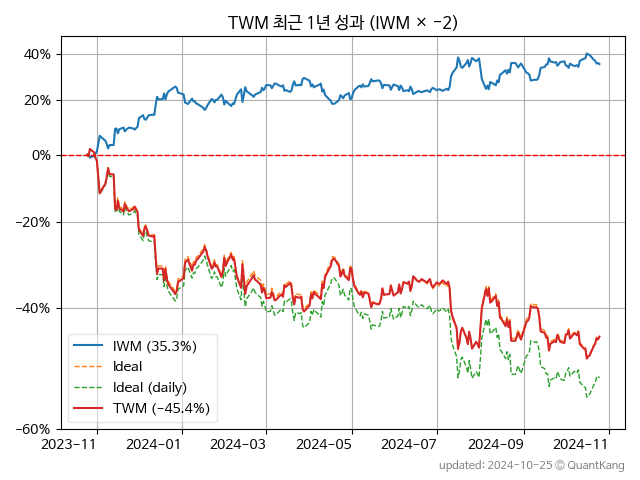 TWM 최근 1년 성과 (IWM × −2)
40%
20%
0%
−20%
−40%
−60%
IWM (35.3%)
Ideal
Ideal (daily)
TWM (−45.4%)
2023−11
2024−01
2024−03
2024−05
2024−07
2024−09
2024−11
updated: 2024-10-25 © QuantKang